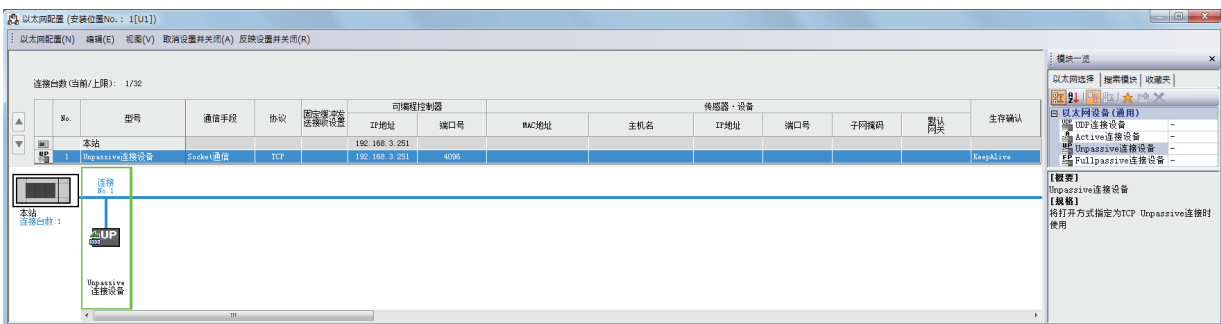 以太网配置 (安装位置No.: 1[U1])
以太网配置(N) 编辑(E) 视图(V) 取消设置并关闭(A) 反映设置并关闭(R)
连接台数(当前/上限): 1/32
可编程控制器 传感器・设备
No. 型号 通信手段 协议 固定缓冲发送接收设置 IP地址 端口号 MAC地址 主机名 IP地址 端口号 子网掩码 默认网关 生存确认
本站 192.168.3.251
1 Unpassive连接设备 Socket通信 TCP 192.168.3.251 4096 KeepAlive
连接
No.1
本站
连接台数:1
UP
Unpassive
连接设备
模块一览
以太网选择 搜索模块 收藏夹
以太网设备(通用)
UDP连接设备 -
Active连接设备 -
Unpassive连接设备 -
Fullpassive连接设备 -
[概要]
Unpassive连接设备
[规格]
将打开方式指定为TCP Unpassive连接时
使用